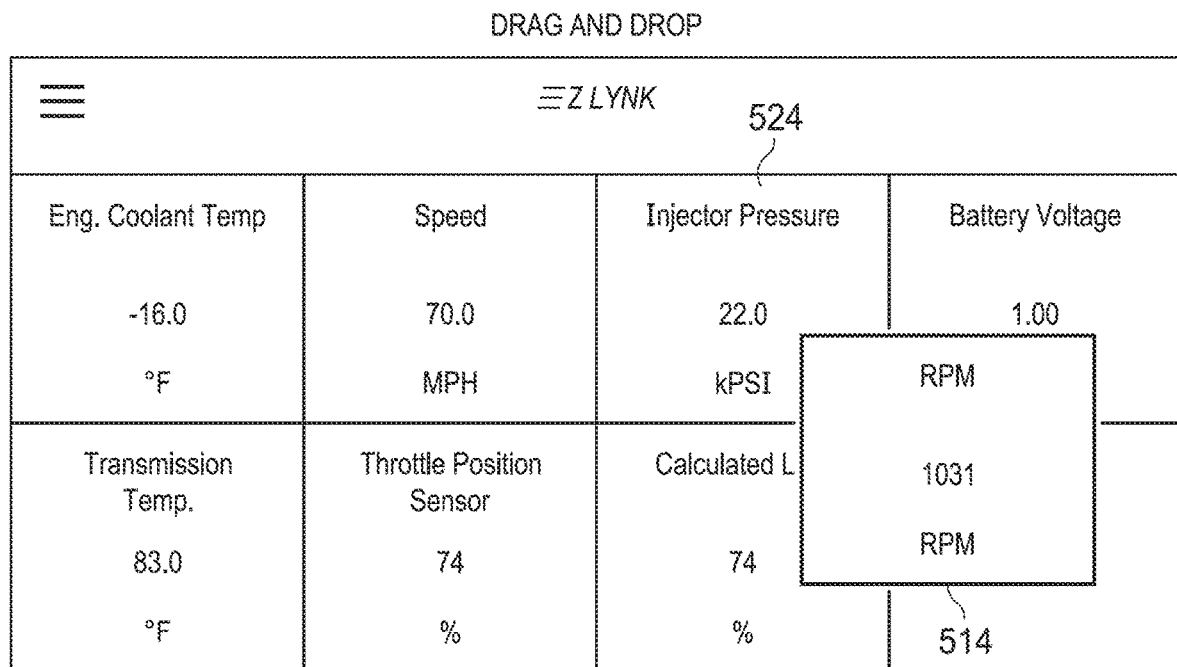 DRAG AND DROP
EZ LYNK
524
Eng. Coolant Temp
Speed
Injector Pressure
Battery Voltage
-16.0
70.0
22.0
1.00
°F
MPH
kPSI
RPM
Transmission
Temp.
Throttle Position
Sensor
Calculated L
1031
RPM
83.0
74
74
°F
%
%
514